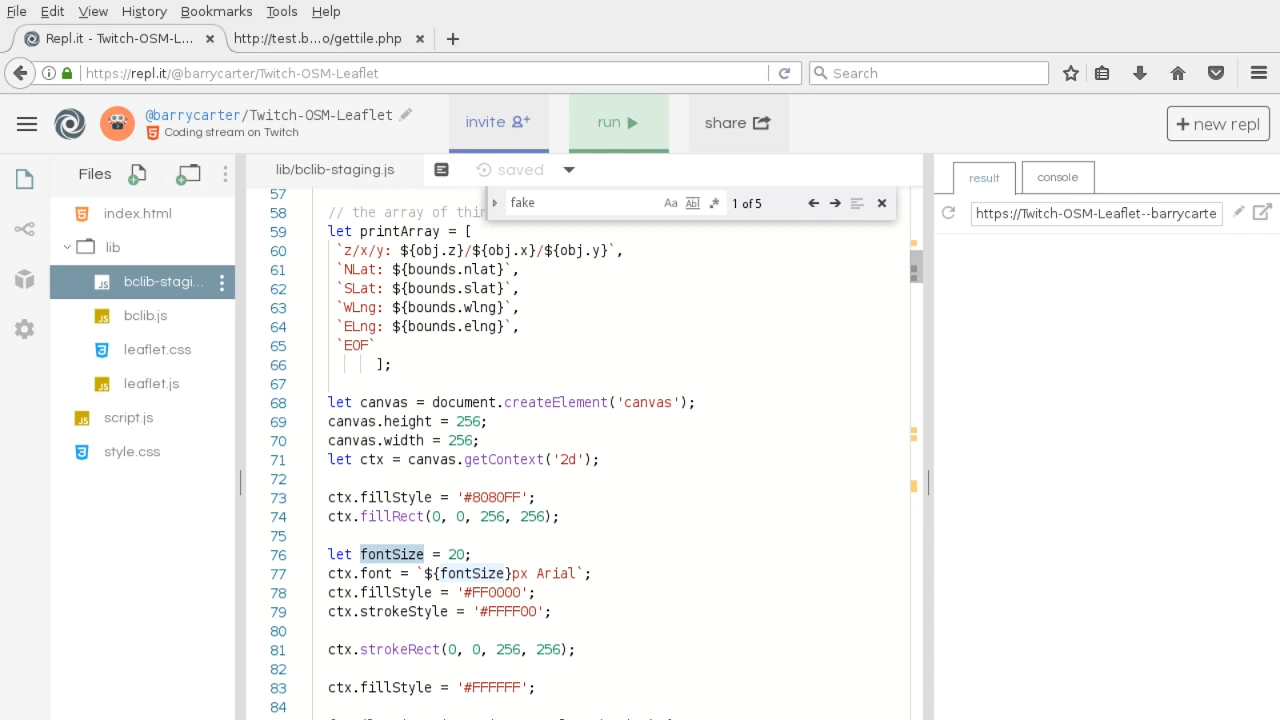 File Edit View History Bookmarks Tools Help
Repl.it - Twitch-OSM-L... × http://test.b...o/gettile.php ×
https://repl.it/@barrycarter/Twitch-OSM-Leaflet
Search
@barrycarter/Twitch-OSM-Leaflet
Coding stream on Twitch
invite
run
share
+ new repl
Files
index.html
lib
bclib-stagi...
bclib.js
leaflet.css
leaflet.js
script.js
style.css
lib/bclib-staging.js
saved
fake
Aa Abl .*
1 of 5
57
58 // the array of thi
59 let printArray = [
60 `z/x/y: ${obj.z}/${obj.x}/${obj.y}`,
61 `NLat: ${bounds.nlat}`,
62 `SLat: ${bounds.slat}`,
63 `WLng: ${bounds.wlng}`,
64 `ELng: ${bounds.elng}`,
65 `EOF`
66 ];
67
68 let canvas = document.createElement('canvas');
69 canvas.height = 256;
70 canvas.width = 256;
71 let ctx = canvas.getContext('2d');
72
73 ctx.fillStyle = '#8080FF';
74 ctx.fillRect(0, 0, 256, 256);
75
76 let fontSize = 20;
77 ctx.font = `${fontSize}px Arial`;
78 ctx.fillStyle = '#FF0000';
79 ctx.strokeStyle = '#FFFF00';
80
81 ctx.strokeRect(0, 0, 256, 256);
82
83 ctx.fillStyle = '#FFFFFF';
84
result
console
https://Twitch-OSM-Leaflet--barrycarte